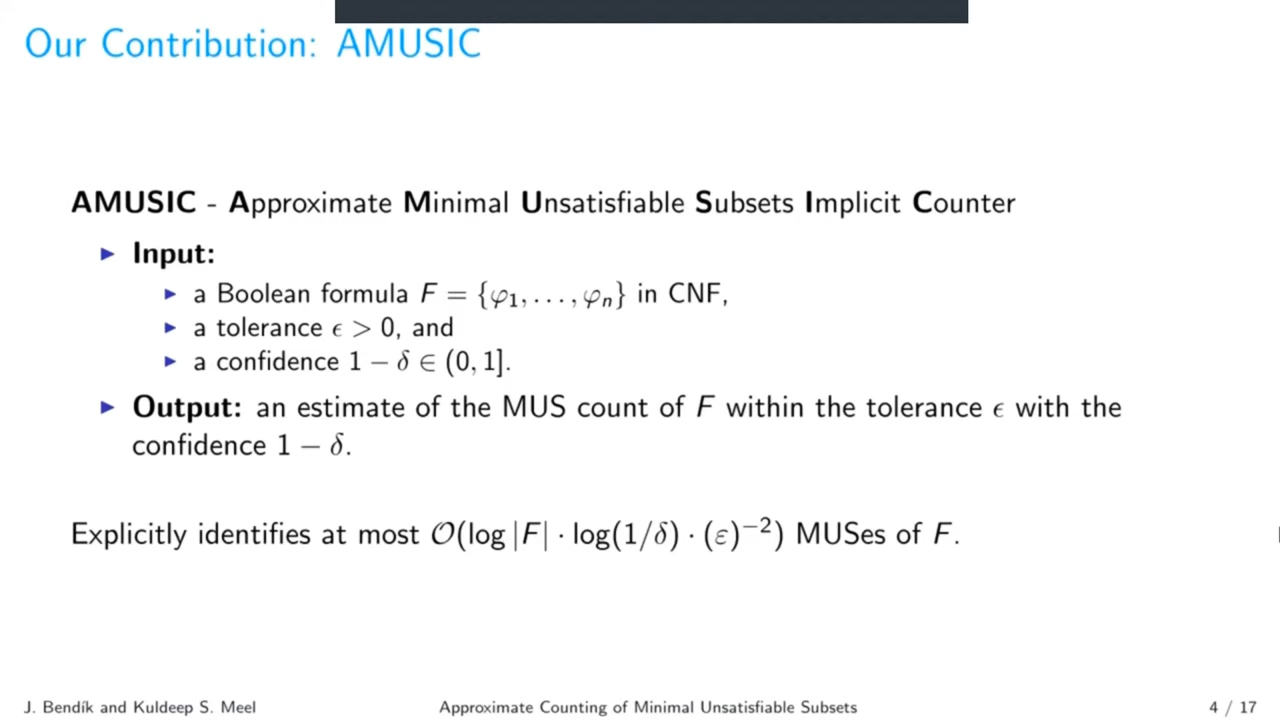 Our Contribution: AMUSIC
AMUSIC - Approximate Minimal Unsatisfiable Subsets Implicit Counter
▶ Input:
▶ a Boolean formula F = {φ₁, . . . , φₙ} in CNF,
▶ a tolerance ϵ > 0, and
▶ a confidence 1 − δ ∈ (0, 1].
▶ Output: an estimate of the MUS count of F within the tolerance ϵ with the
confidence 1 − δ.
Explicitly identifies at most 𝒪(log |F| · log(1/δ) · (ε)⁻²) MUSes of F.
J. Bendík and Kuldeep S. Meel
Approximate Counting of Minimal Unsatisfiable Subsets
4 / 17